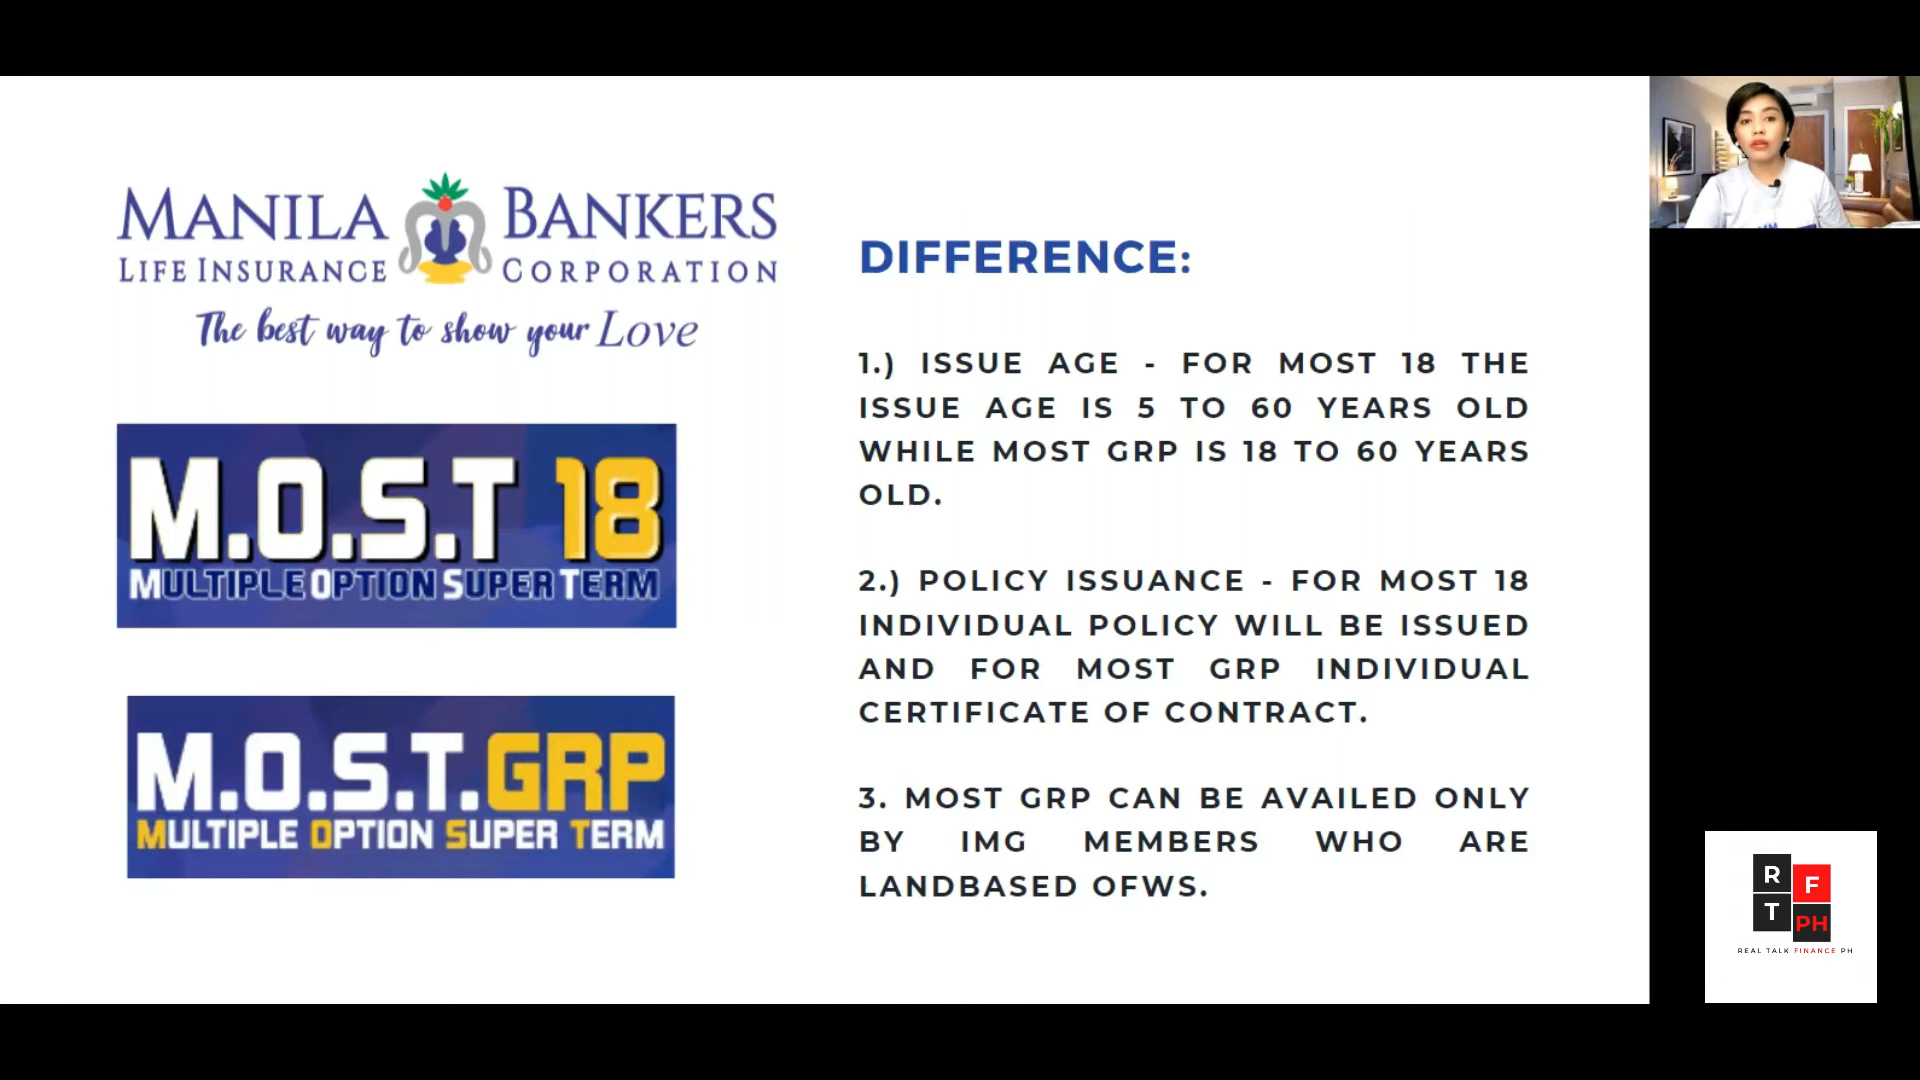 MANILA BANKERS
LIFE INSURANCE CORPORATION
The best way to show your Love
M.O.S.T 18
MULTIPLE OPTION SUPER TERM
M.O.S.T.GRP
MULTIPLE OPTION SUPER TERM
DIFFERENCE:
1.) ISSUE AGE - FOR MOST 18 THE
ISSUE AGE IS 5 TO 60 YEARS OLD
WHILE MOST GRP IS 18 TO 60 YEARS
OLD.
2.) POLICY ISSUANCE - FOR MOST 18
INDIVIDUAL POLICY WILL BE ISSUED
AND FOR MOST GRP INDIVIDUAL
CERTIFICATE OF CONTRACT.
3. MOST GRP CAN BE AVAILED ONLY
BY IMG MEMBERS WHO ARE
LANDBASED OFWS.
R F
T PH
REAL TALK FINANCE PH